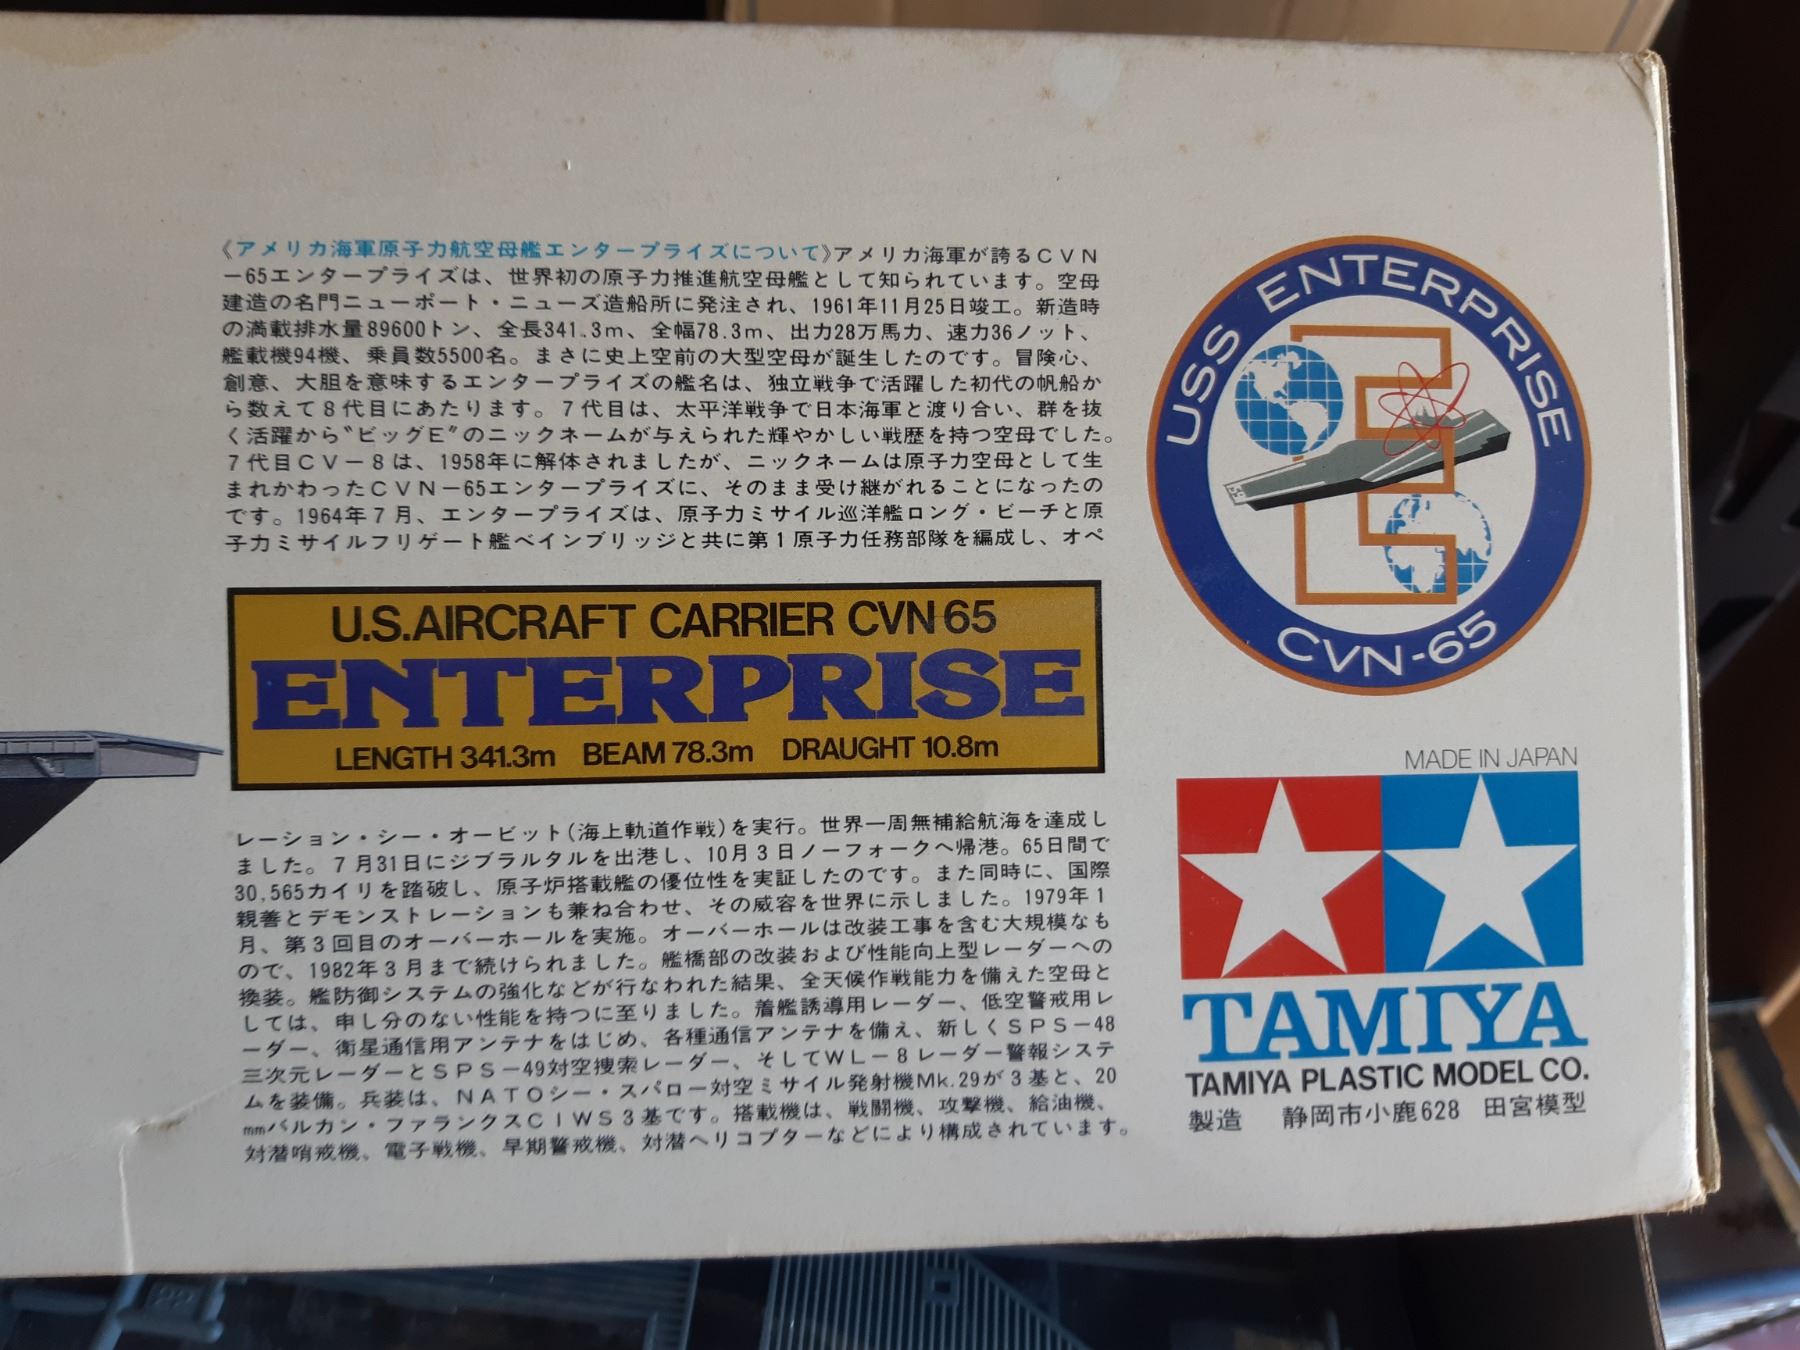 《アメリカ海軍原子力航空母艦エンタープライズについて》アメリカ海軍が誇るＣＶＮ
－65エンタープライズは、世界初の原子力推進航空母艦として知られています。空母
建造の名門ニューポート・ニューズ造船所に発注され、1961年11月25日竣工。新造時
の満載排水量89600トン、全長341.3m、全幅78.3m、出力28万馬力、速力36ノット、
艦載機94機、乗員数5500名。まさに史上空前の大型空母が誕生したのです。冒険心、
創意、大胆を意味するエンタープライズの艦名は、独立戦争で活躍した初代の帆船か
ら数えて８代目にあたります。７代目は、太平洋戦争で日本海軍と渡り合い、群を抜
く活躍から〝ビッグE〞のニックネームが与えられた輝やかしい戦歴を持つ空母でした。
７代目ＣＶ－８は、1958年に解体されましたが、ニックネームは原子力空母として生
まれかわったＣＶＮ－65エンタープライズに、そのまま受け継がれることになったの
です。1964年７月、エンタープライズは、原子力ミサイル巡洋艦ロング・ビーチと原
子力ミサイルフリゲート艦ベインブリッジと共に第１原子力任務部隊を編成し、オペ
U.S.AIRCRAFT CARRIER CVN65
ENTERPRISE
LENGTH 341.3m BEAM 78.3m DRAUGHT 10.8m
レーション・シー・オービット(海上軌道作戦)を実行。世界一周無補給航海を達成し
ました。７月31日にジブラルタルを出港し、10月３日ノーフォークへ帰港。65日間で
30,565カイリを踏破し、原子炉搭載艦の優位性を実証したのです。また同時に、国際
親善とデモンストレーションも兼ね合わせ、その威容を世界に示しました。1979年１
月、第３回目のオーバーホールを実施。オーバーホールは改装工事を含む大規模なも
ので、1982年３月まで続けられました。艦橋部の改装および性能向上型レーダーへの
換装。艦防御システムの強化などが行なわれた結果、全天候作戦能力を備えた空母と
しては、申し分のない性能を持つに至りました。着艦誘導用レーダー、低空警戒用レ
ーダー、衛星通信用アンテナをはじめ、各種通信アンテナを備え、新しくＳＰＳ－48
三次元レーダーとＳＰＳ－49対空捜索レーダー、そしてＷＬ－８レーダー警報システ
ムを装備。兵装は、ＮＡＴＯシー・スパロー対空ミサイル発射機Mk.29が３基と、20
mmバルカン・ファランクスＣＩＷＳ３基です。搭載機は、戦闘機、攻撃機、給油機、
対潜哨戒機、電子戦機、早期警戒機、対潜ヘリコプターなどにより構成されています。
USS ENTERPRISE
E
65
CVN-65
MADE IN JAPAN
TAMIYA
TAMIYA PLASTIC MODEL CO.
製造 静岡市小鹿628 田宮模型